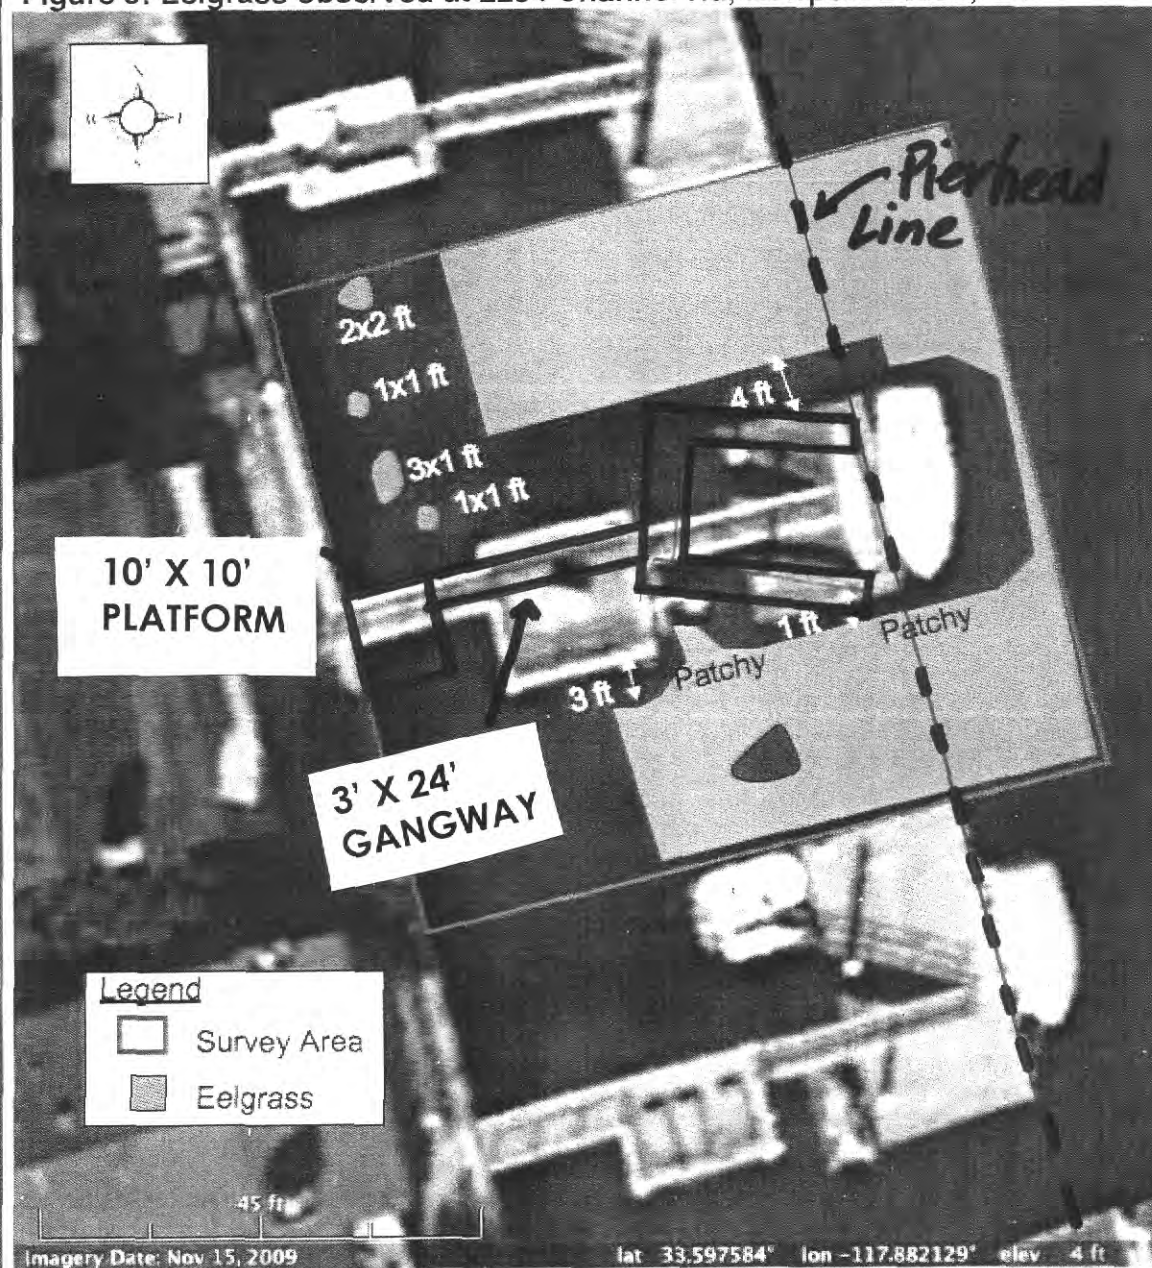 Pierhead
Line
2x2 ft
1x1 ft
3x1 ft
1x1 ft
4 ft
10' X 10'
PLATFORM
1 ft
Patchy
Patchy
3 ft
3' X 24'
GANGWAY
Legend
Survey Area
Eelgrass
45 ft
Imagery Date: Nov 15, 2009
lat 33.597584° lon -117.882129° elev 4 ft